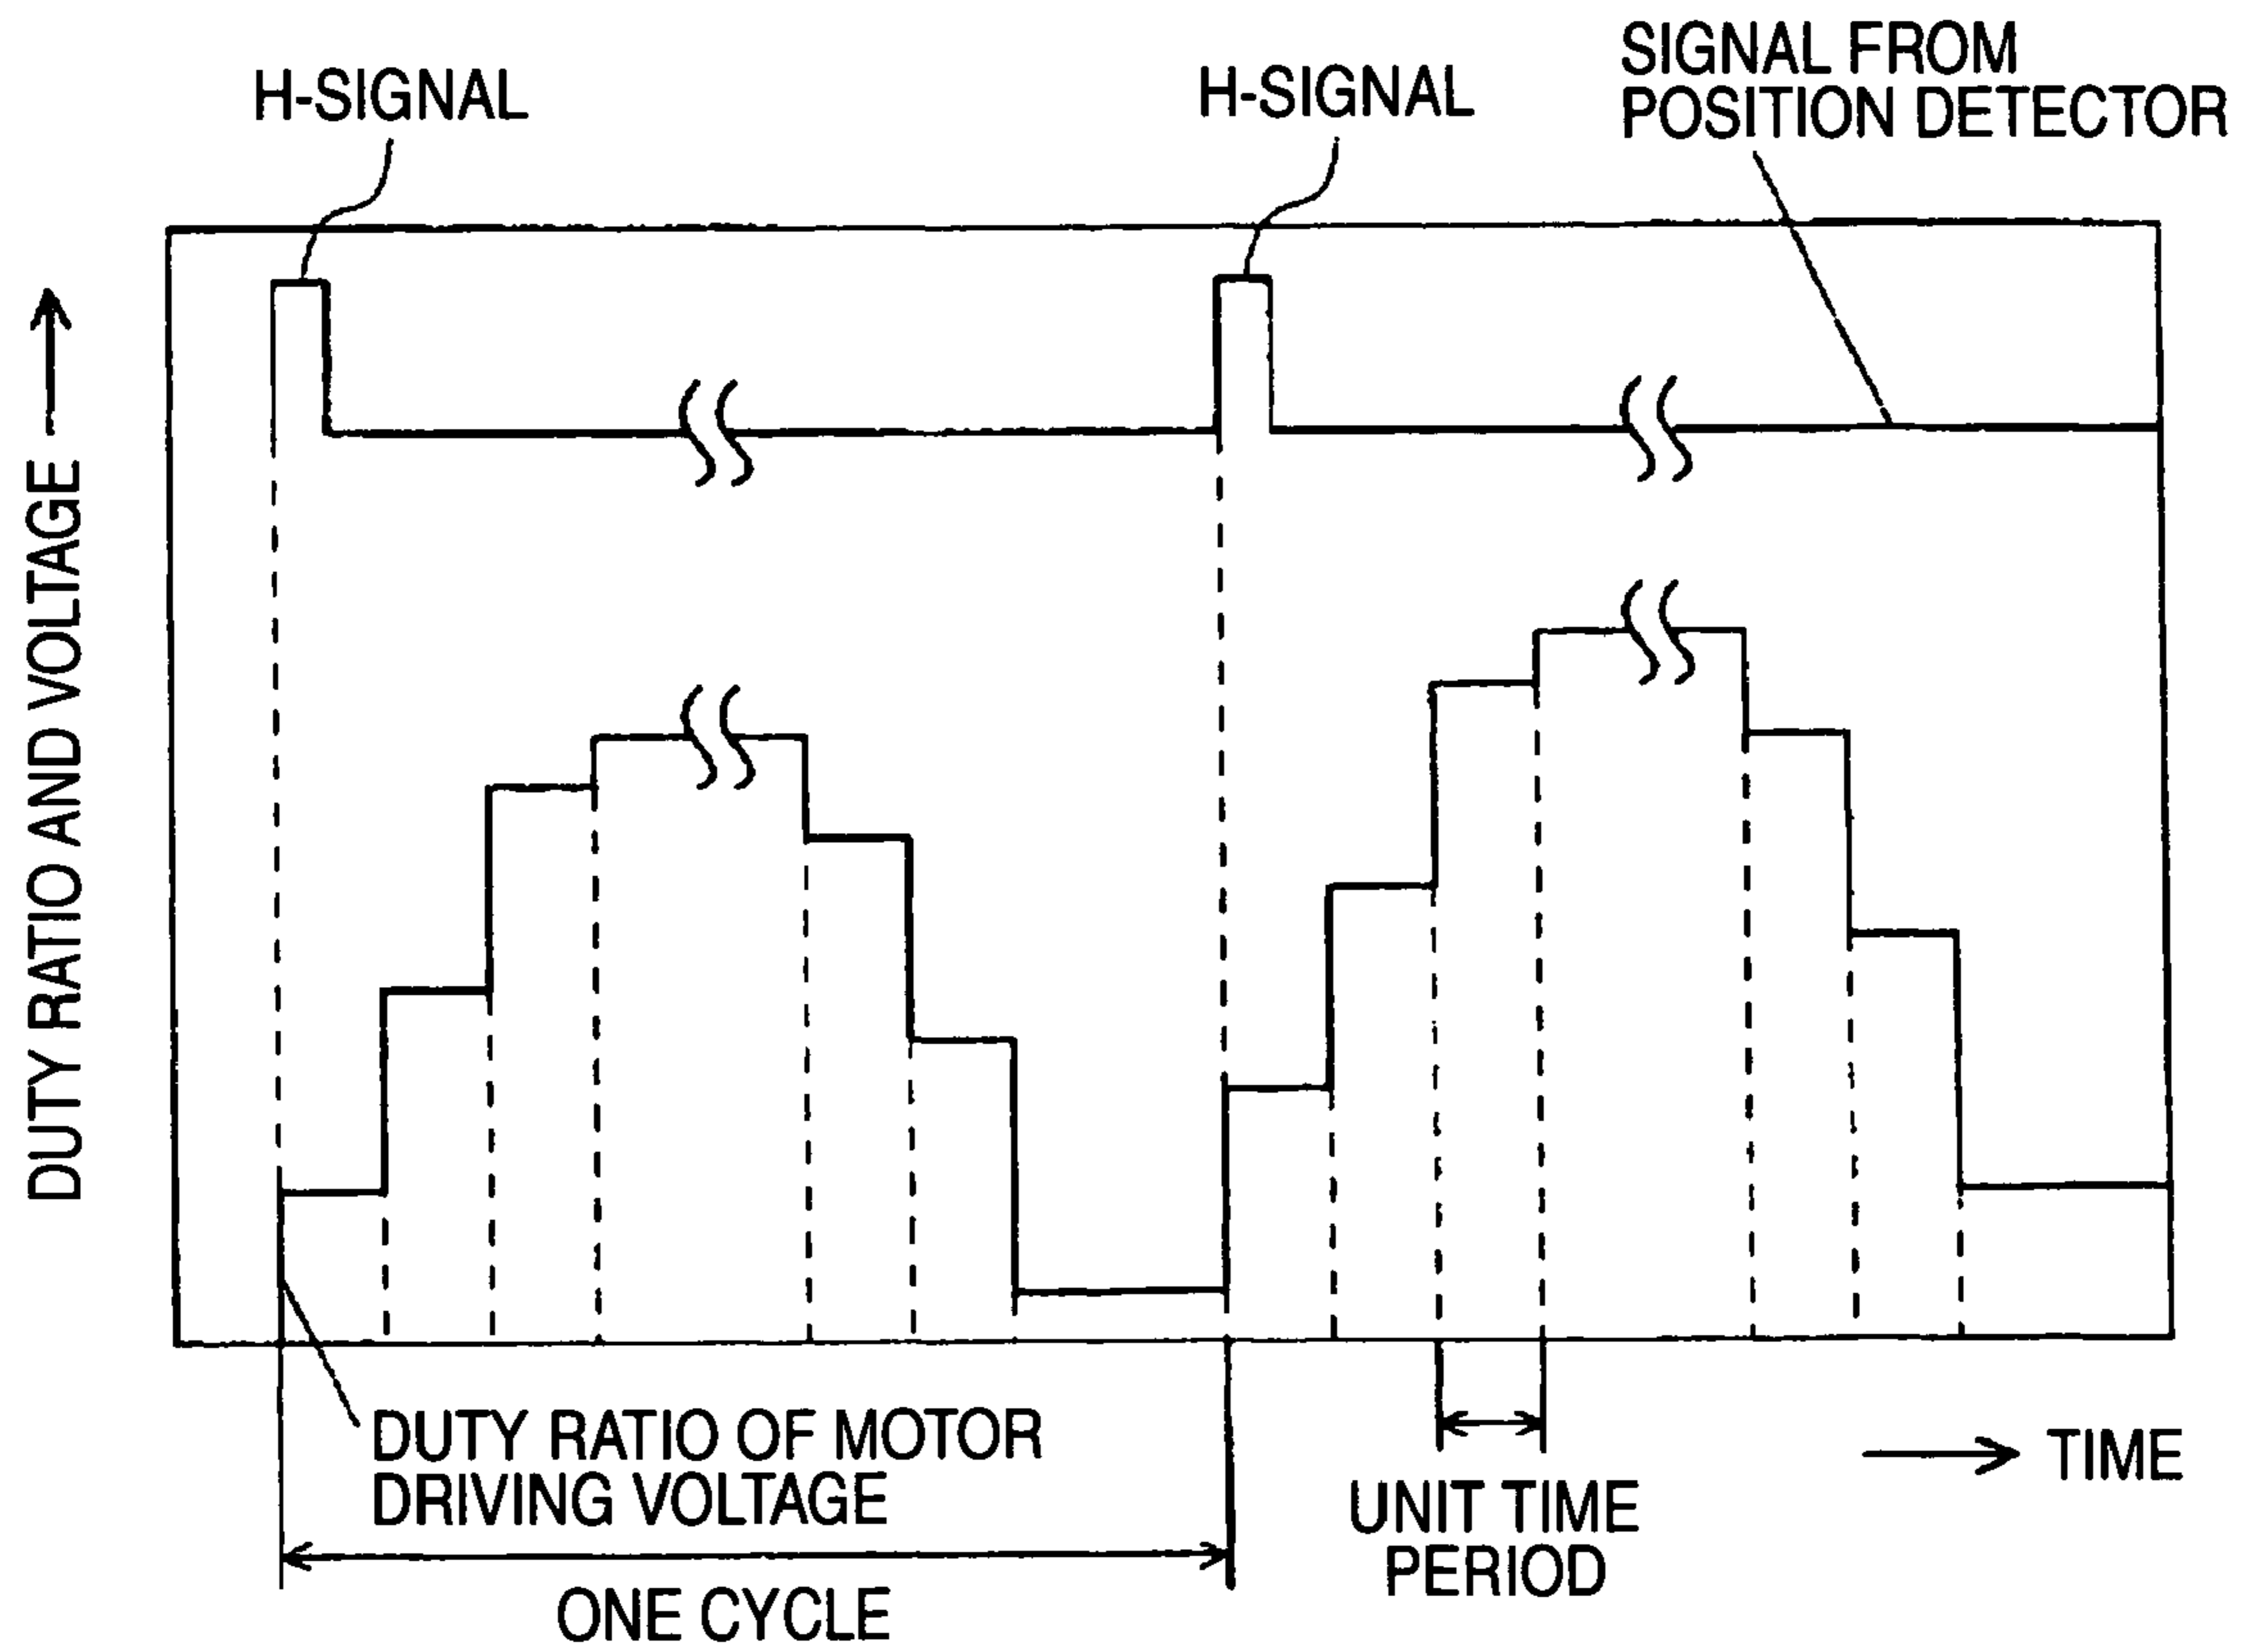 H-SIGNAL
H-SIGNAL
SIGNAL FROM
POSITION DETECTOR
DUTY RATIO AND VOLTAGE
DUTY RATIO OF MOTOR
DRIVING VOLTAGE
ONE CYCLE
UNIT TIME
PERIOD
TIME